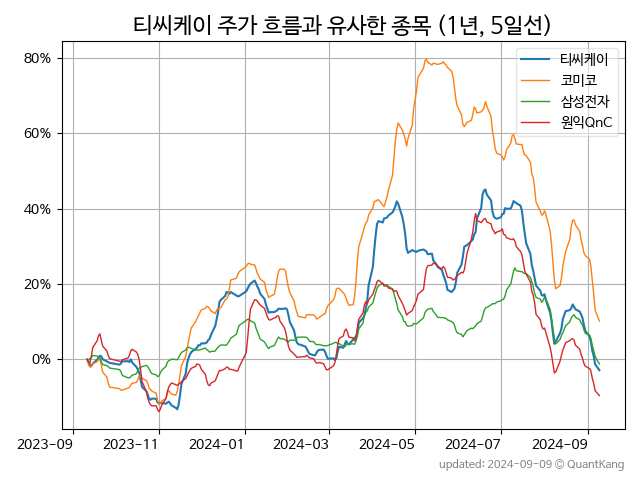 티씨케이 주가 흐름과 유사한 종목 (1년, 5일선)
티씨케이
코미코
삼성전자
원익QnC
80%
60%
40%
20%
0%
2023-09
2023-11
2024-01
2024-03
2024-05
2024-07
2024-09
updated: 2024-09-09 © QuantKang